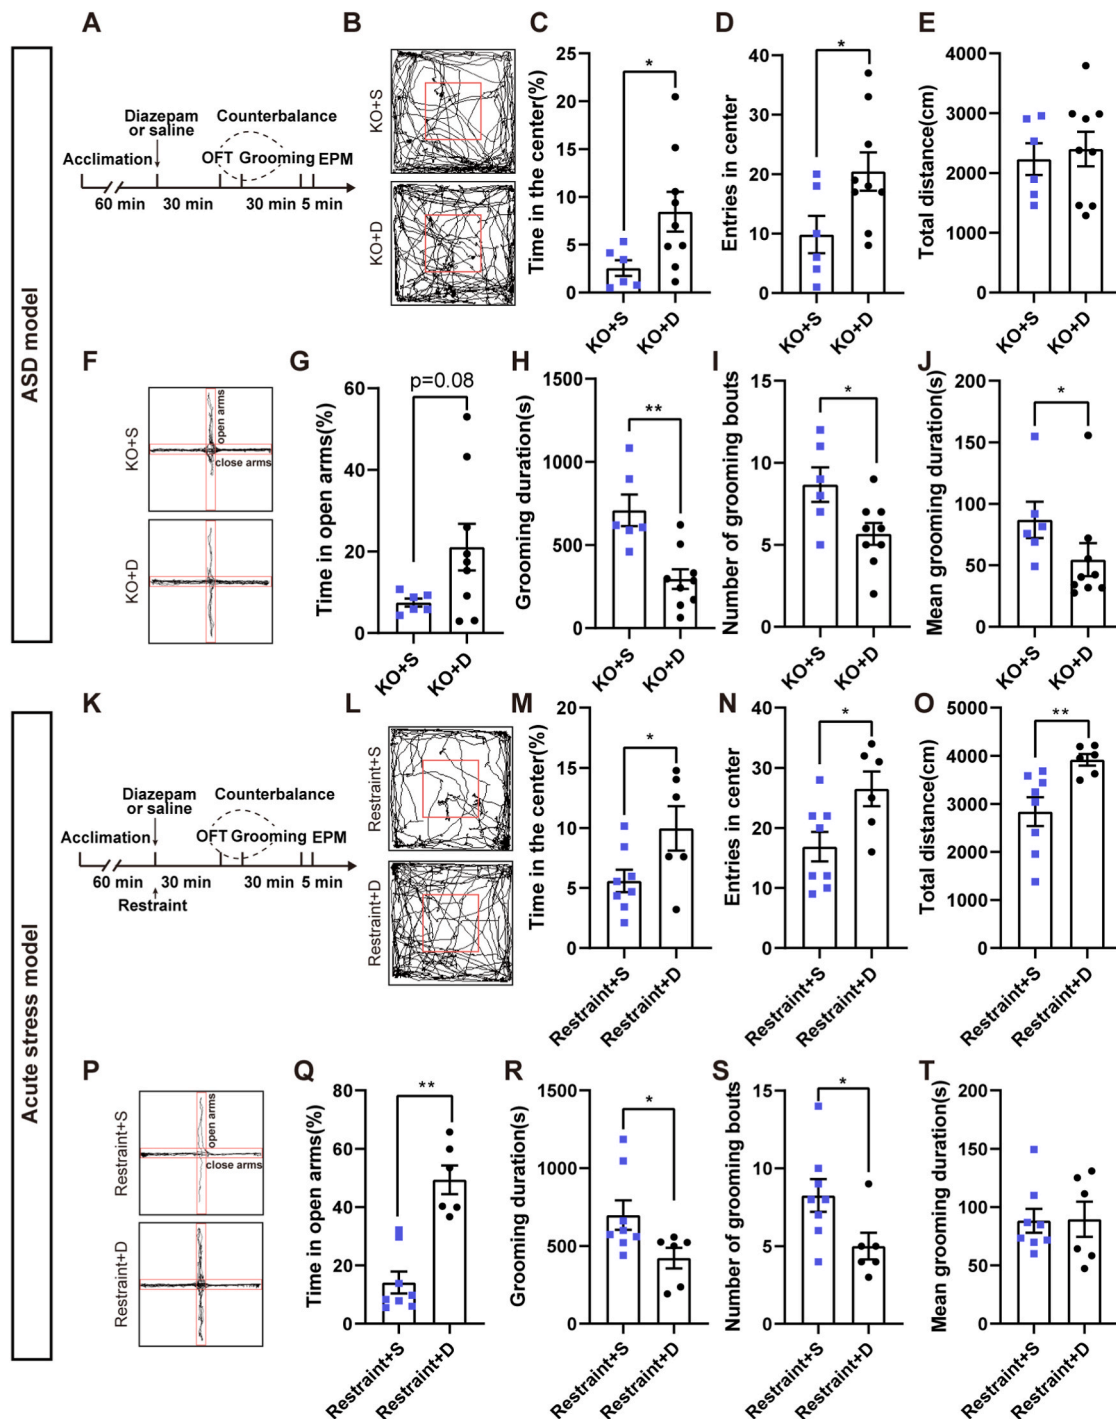 ASD model
A
Acclimation
Diazepam
or saline
Counterbalance
OFT Grooming EPM
60 min 30 min 30 min 5 min
B
KO+S
KO+D
C
Time in the center(%)
25
20
15
10
5
0
*
KO+S KO+D
D
Entries in center
40
30
20
10
0
*
KO+S KO+D
E
Total distance(cm)
4000
3000
2000
1000
0
KO+S KO+D
F
KO+S
open arms
close arms
KO+D
G
Time in open arms(%)
p=0.08
60
40
20
0
KO+S KO+D
H
Grooming duration(s)
1500
1000
500
0
**
KO+S KO+D
I
Number of grooming bouts
15
10
5
0
*
KO+S KO+D
J
Mean grooming duration(s)
200
150
100
50
0
*
KO+S KO+D
Acute stress model
K
Acclimation
Diazepam
or saline
Counterbalance
OFT Grooming EPM
60 min 30 min 30 min 5 min
Restraint
L
Restraint+S
Restraint+D
M
Time in the center(%)
20
15
10
5
0
*
Restraint+S Restraint+D
N
Entries in center
40
30
20
10
0
*
Restraint+S Restraint+D
O
Total distance(cm)
5000
4000
3000
2000
1000
0
**
Restraint+S Restraint+D
P
Restraint+S
open arms
close arms
Restraint+D
Q
Time in open arms(%)
80
60
40
20
0
**
Restraint+S Restraint+D
R
Grooming duration(s)
1500
1000
500
0
*
Restraint+S Restraint+D
S
Number of grooming bouts
15
10
5
0
*
Restraint+S Restraint+D
T
Mean grooming duration(s)
200
150
100
50
0
Restraint+S Restraint+D